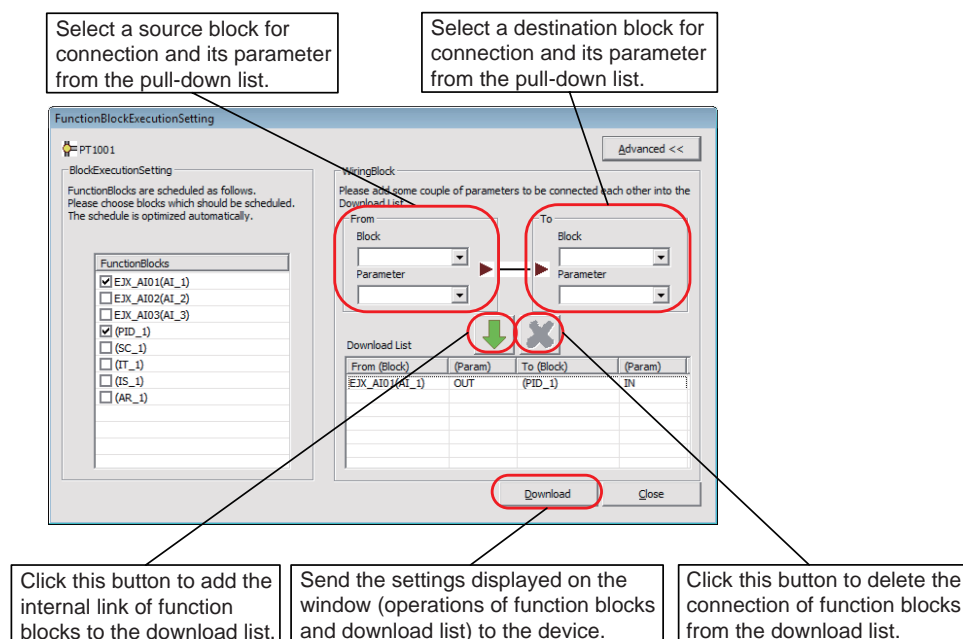 Select a source block for
connection and its parameter
from the pull-down list.
Select a destination block for
connection and its parameter
from the pull-down list.
FunctionBlockExecutionSetting
PT1001
Advanced <<
BlockExecutionSetting
FunctionBlocks are scheduled as follows.
Please choose blocks which should be scheduled.
The schedule is optimized automatically.
FunctionBlocks
EJX_AI01(AI_1)
EJX_AI02(AI_2)
EJX_AI03(AI_3)
(PID_1)
(SC_1)
(IT_1)
(IS_1)
(AR_1)
WiringBlock
Please add some couple of parameters to be connected each other into the
Download List
From
Block
Parameter
To
Block
Parameter
Download List
From (Block) (Param) To (Block) (Param)
EJX_AI01(AI_1) OUT (PID_1) IN
Download
Close
Click this button to add the
internal link of function
blocks to the download list.
Send the settings displayed on the
window (operations of function blocks
and download list) to the device.
Click this button to delete the
connection of function blocks
from the download list.